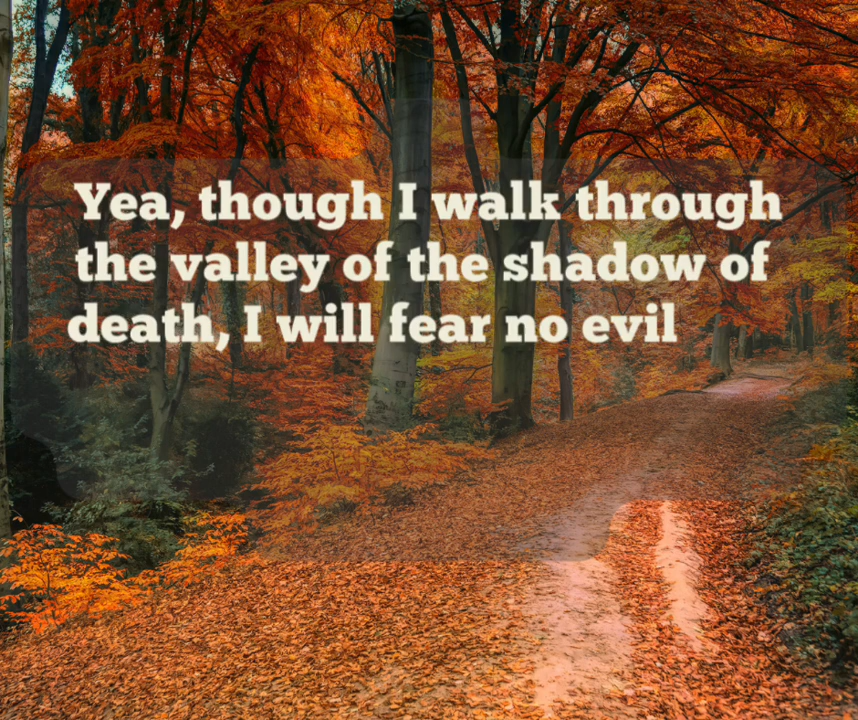 Yea, though I walk through
the valley of the shadow of
death, I will fear no evil